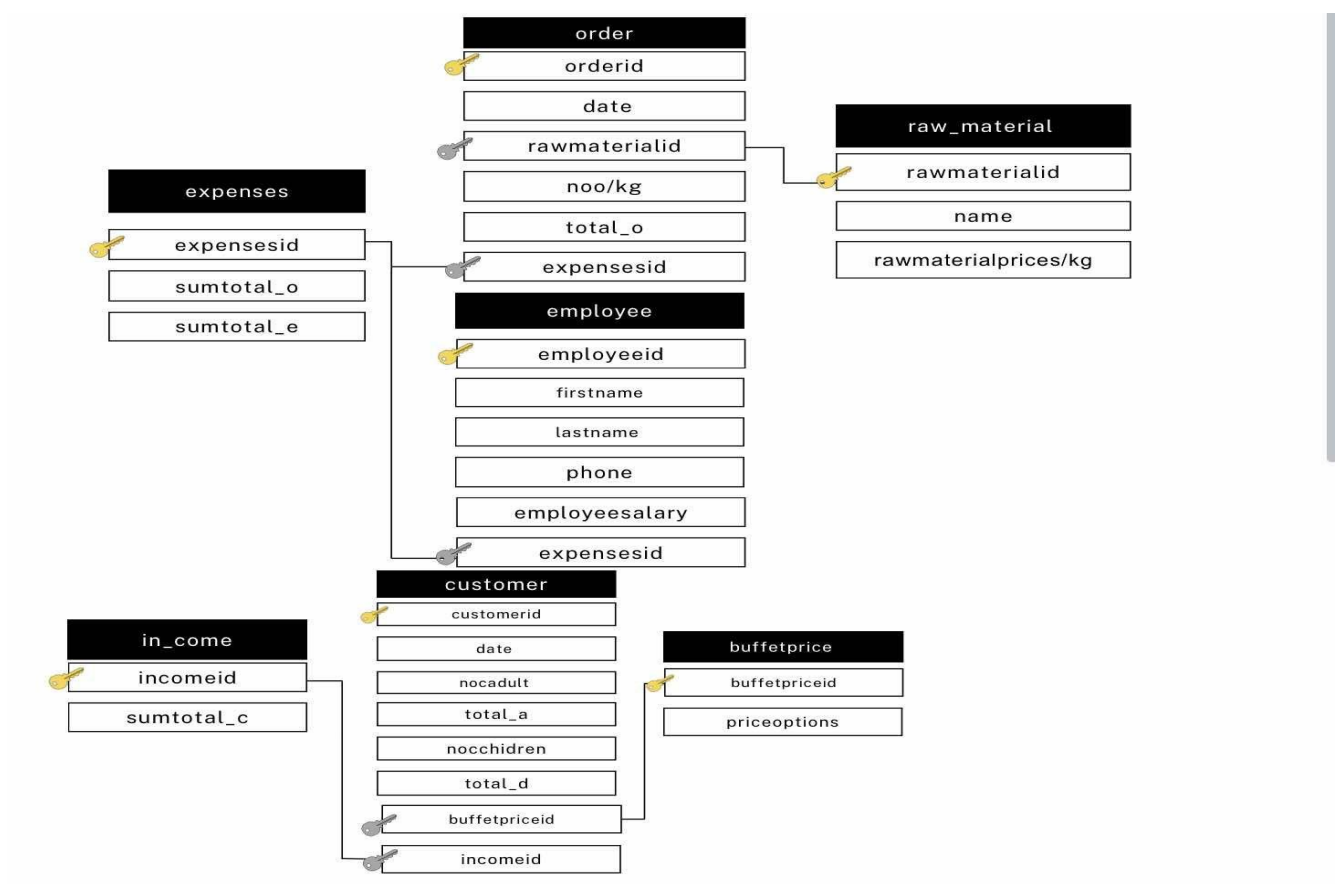 order
orderid
date
rawmaterialid
noo/kg
total_o
expensesid
raw_material
rawmaterialid
name
rawmaterialprices/kg
expenses
expensesid
sumtotal_o
sumtotal_e
employee
employeeid
firstname
lastname
phone
employeesalary
expensesid
customer
customerid
date
nocadult
total_a
nocchidren
total_d
buffetpriceid
incomeid
in_come
incomeid
sumtotal_c
buffetprice
buffetpriceid
priceoptions